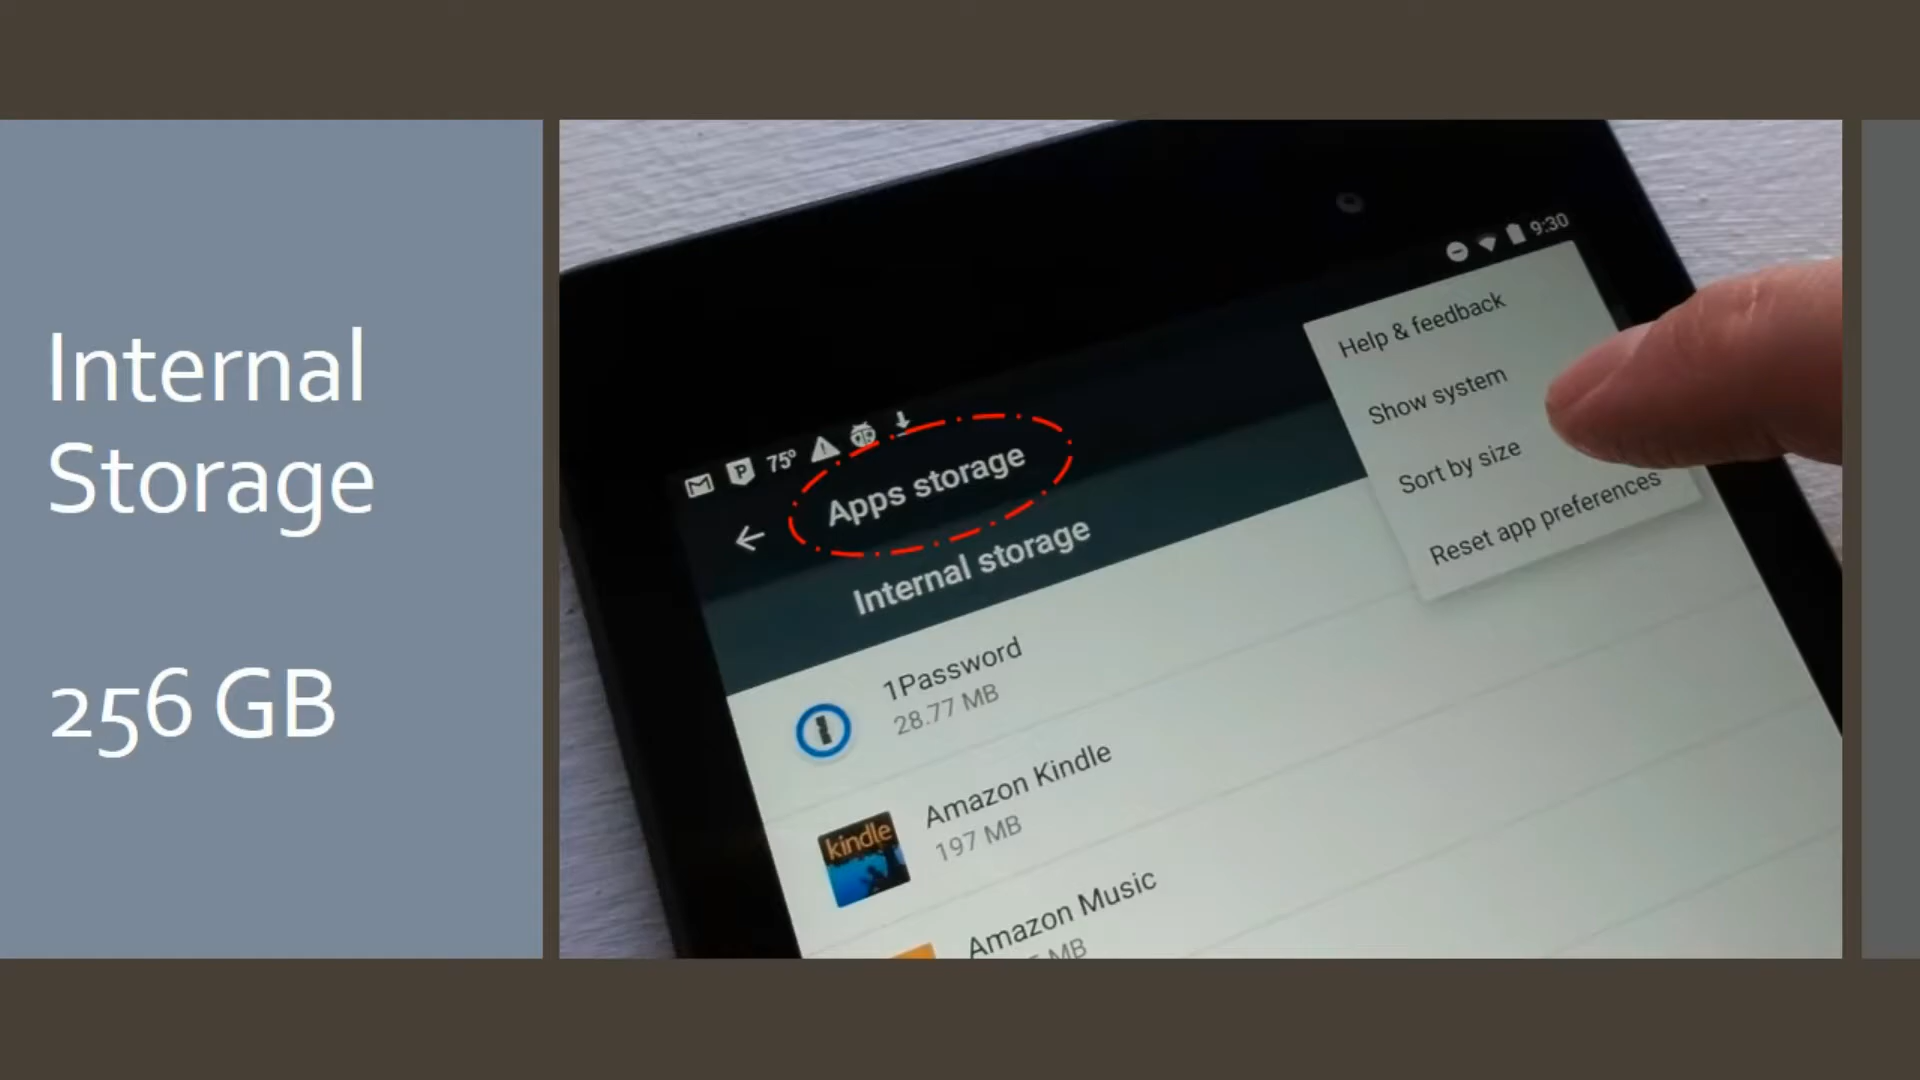 Internal
Storage
256 GB
9:30
75°
Apps storage
Internal storage
Help & feedback
Show system
Sort by size
Reset app preferences
1Password
28.77 MB
kindle
Amazon Kindle
197 MB
Amazon Music
MB